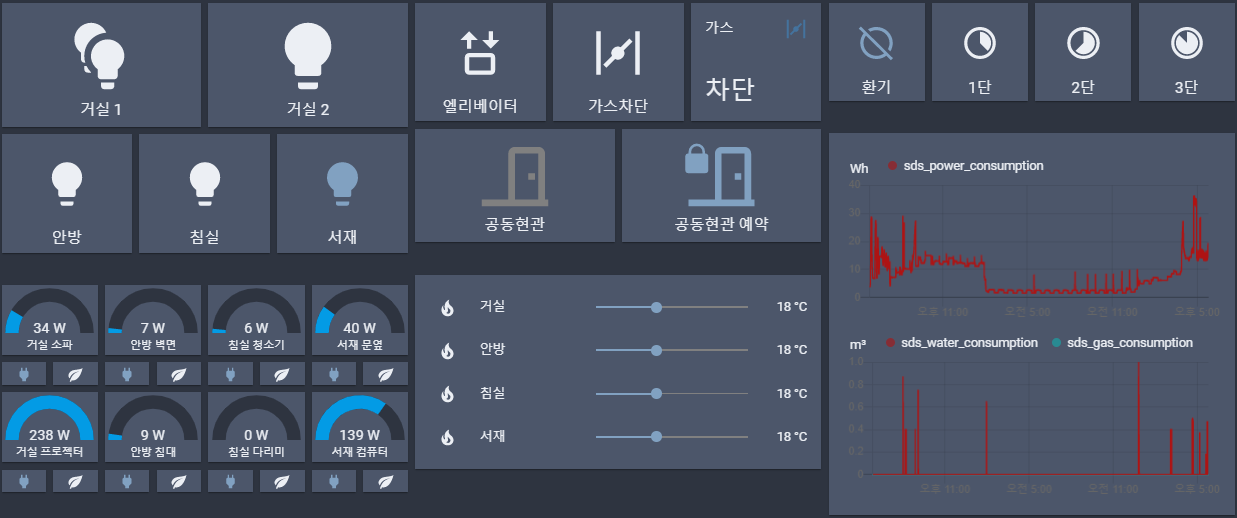 거실 1
거실 2
안방
침실
서재
34 W
거실 소파
7 W
안방 벽면
6 W
침실 청소기
40 W
서재 문옆
238 W
거실 프로젝터
9 W
안방 침대
0 W
침실 다리미
139 W
서재 컴퓨터
엘리베이터
가스차단
가스
차단
공동현관
공동현관 예약
거실
18 °C
안방
18 °C
침실
18 °C
서재
18 °C
환기
1단
2단
3단
Wh
sds_power_consumption
40
30
20
10
0
오후 11:00
오전 5:00
오전 11:00
오후 5:00
m³
sds_water_consumption
sds_gas_consumption
1.0
0.8
0.6
0.4
0.2
0
오후 11:00
오전 5:00
오전 11:00
오후 5:00